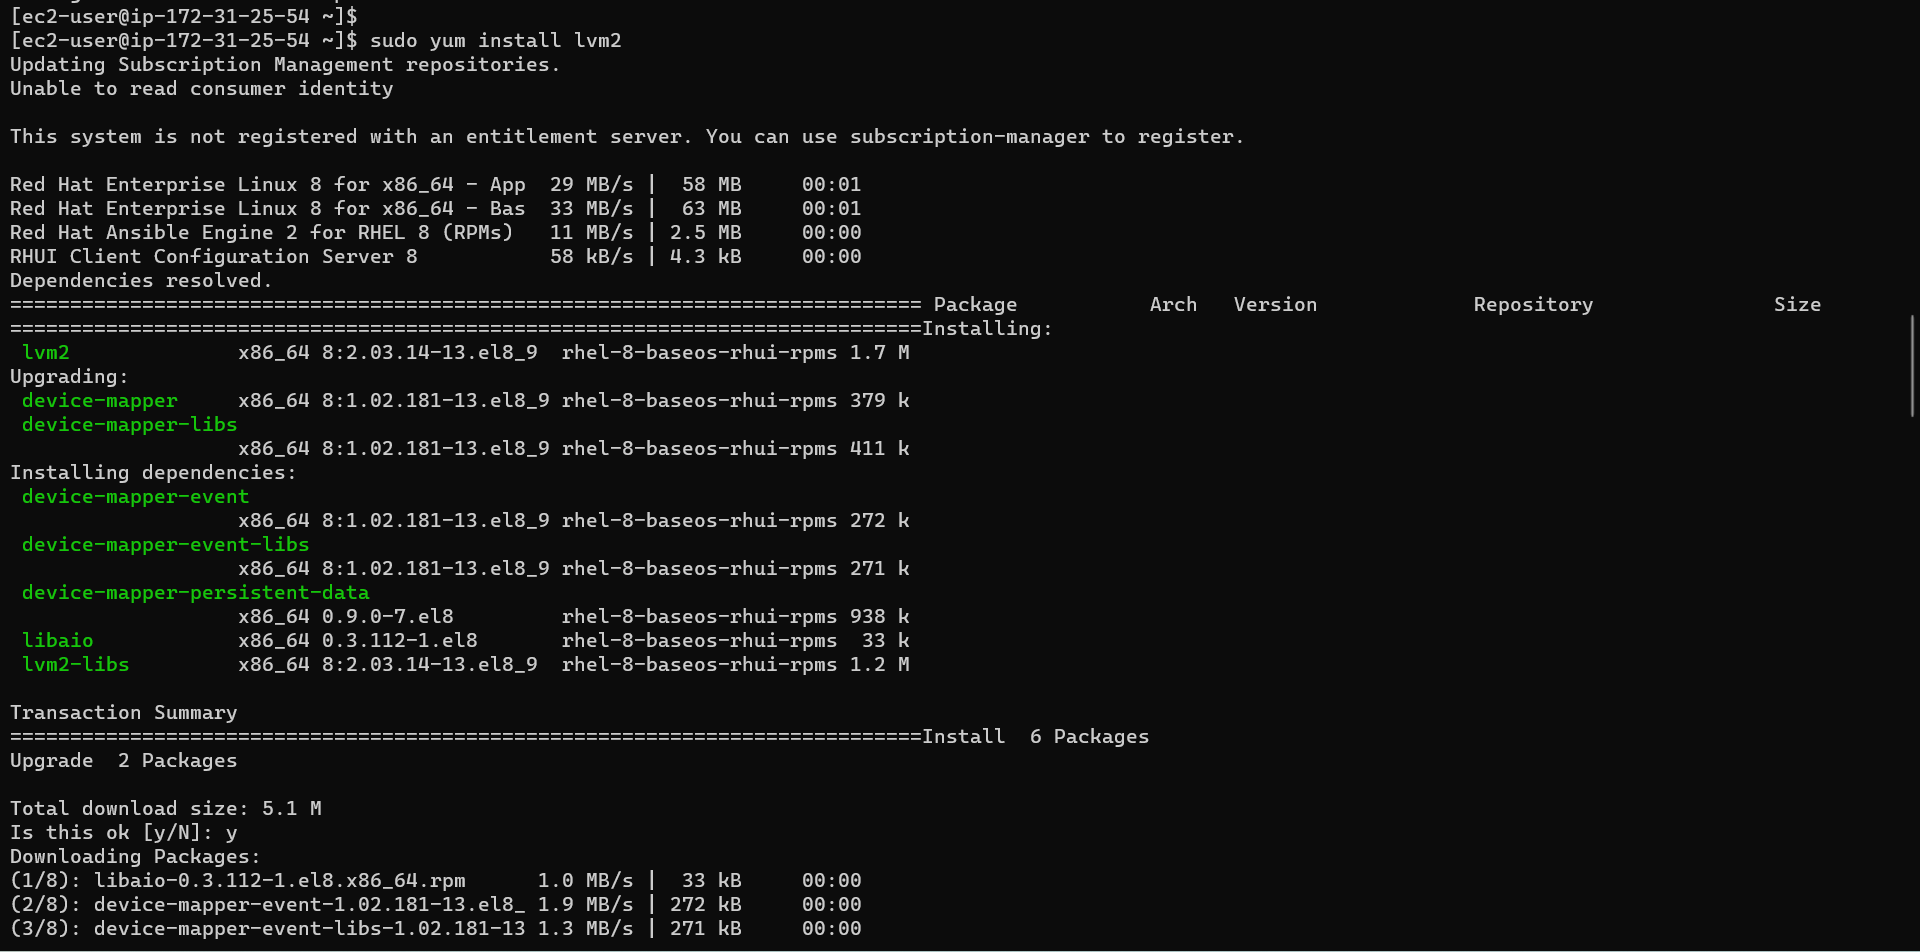 [ec2-user@ip-172-31-25-54 ~]$
[ec2-user@ip-172-31-25-54 ~]$ sudo yum install lvm2
Updating Subscription Management repositories.
Unable to read consumer identity

This system is not registered with an entitlement server. You can use subscription-manager to register.

Red Hat Enterprise Linux 8 for x86_64 - App  29 MB/s |  58 MB     00:01
Red Hat Enterprise Linux 8 for x86_64 - Bas  33 MB/s |  63 MB     00:01
Red Hat Ansible Engine 2 for RHEL 8 (RPMs)   11 MB/s | 2.5 MB     00:00
RHUI Client Configuration Server 8           58 kB/s | 4.3 kB     00:00
Dependencies resolved.
============================================================================ Package           Arch   Version             Repository               Size
============================================================================Installing:
 lvm2              x86_64 8:2.03.14-13.el8_9  rhel-8-baseos-rhui-rpms 1.7 M
Upgrading:
 device-mapper     x86_64 8:1.02.181-13.el8_9 rhel-8-baseos-rhui-rpms 379 k
 device-mapper-libs
                   x86_64 8:1.02.181-13.el8_9 rhel-8-baseos-rhui-rpms 411 k
Installing dependencies:
 device-mapper-event
                   x86_64 8:1.02.181-13.el8_9 rhel-8-baseos-rhui-rpms 272 k
 device-mapper-event-libs
                   x86_64 8:1.02.181-13.el8_9 rhel-8-baseos-rhui-rpms 271 k
 device-mapper-persistent-data
                   x86_64 0.9.0-7.el8         rhel-8-baseos-rhui-rpms 938 k
 libaio            x86_64 0.3.112-1.el8       rhel-8-baseos-rhui-rpms  33 k
 lvm2-libs         x86_64 8:2.03.14-13.el8_9  rhel-8-baseos-rhui-rpms 1.2 M

Transaction Summary
============================================================================Install  6 Packages
Upgrade  2 Packages

Total download size: 5.1 M
Is this ok [y/N]: y
Downloading Packages:
(1/8): libaio-0.3.112-1.el8.x86_64.rpm      1.0 MB/s |  33 kB     00:00
(2/8): device-mapper-event-1.02.181-13.el8_ 1.9 MB/s | 272 kB     00:00
(3/8): device-mapper-event-libs-1.02.181-13 1.3 MB/s | 271 kB     00:00